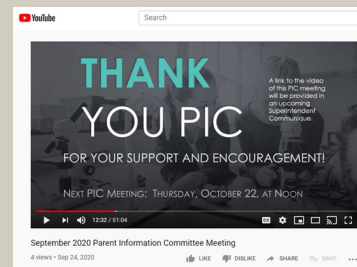 YouTube
Search
THANK
YOU PIC
A link to the video
of this PIC meeting
will be provided in
an upcoming
Superintendent
Communique.
FOR YOUR SUPPORT AND ENCOURAGEMENT!
NEXT PIC MEETING: THURSDAY, OCTOBER 22, AT NOON
12:32 / 51:04
September 2020 Parent Information Committee Meeting
4 views • Sep 24, 2020
LIKE
DISLIKE
SHARE
SAVE